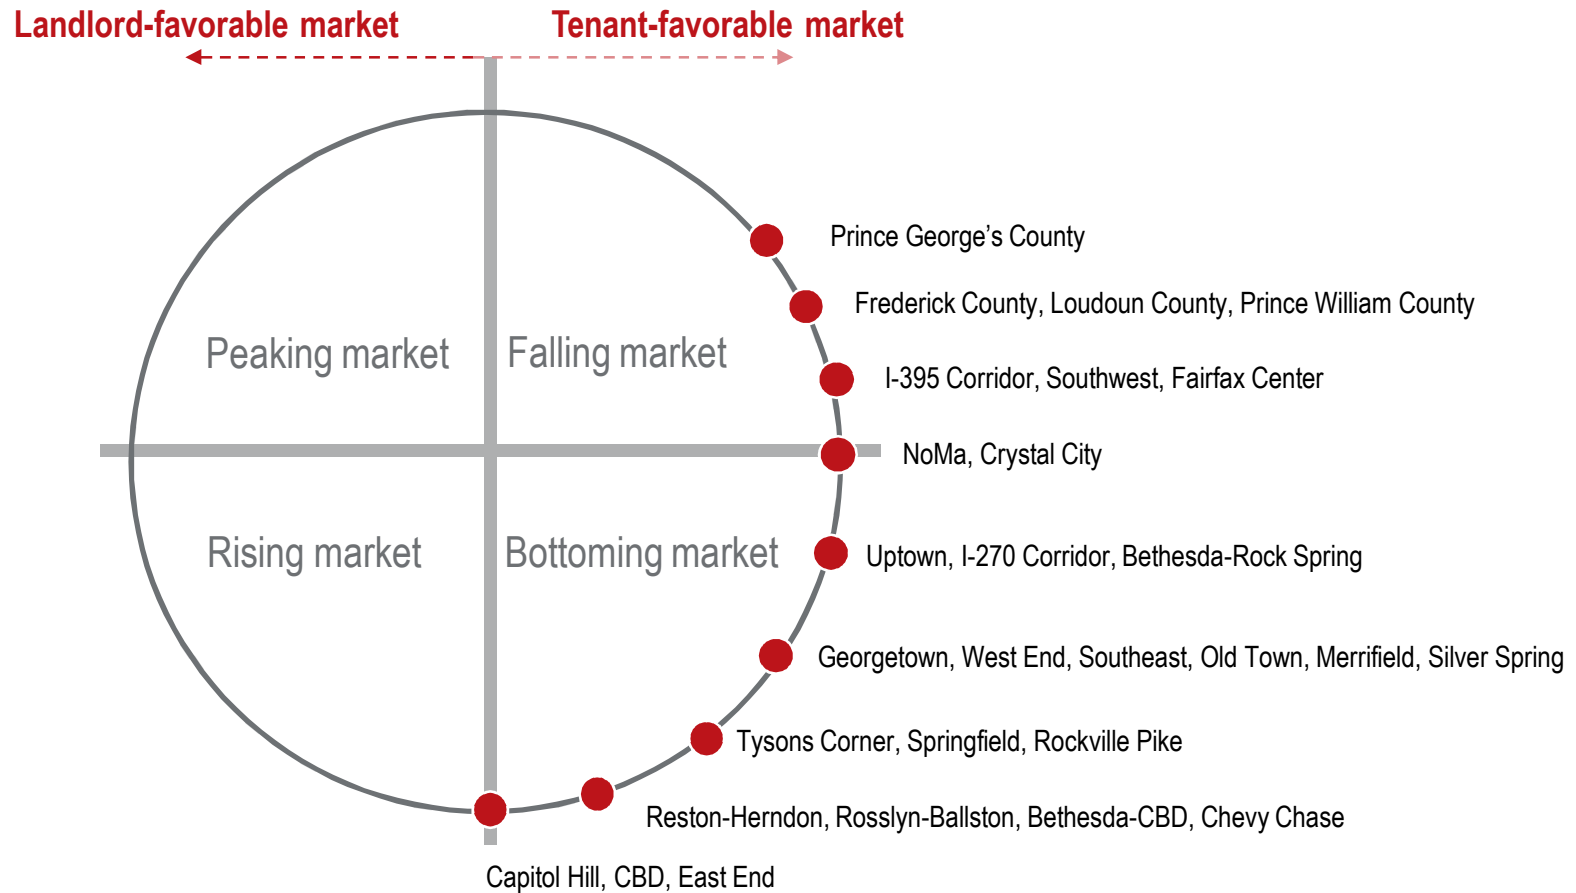 Landlord-favorable market
Tenant-favorable market
Prince George’s County
Frederick County, Loudoun County, Prince William County
Peaking market
Falling market
I-395 Corridor, Southwest, Fairfax Center
NoMa, Crystal City
Rising market
Bottoming market
Uptown, I-270 Corridor, Bethesda-Rock Spring
Georgetown, West End, Southeast, Old Town, Merrifield, Silver Spring
Tysons Corner, Springfield, Rockville Pike
Reston-Herndon, Rosslyn-Ballston, Bethesda-CBD, Chevy Chase
Capitol Hill, CBD, East End